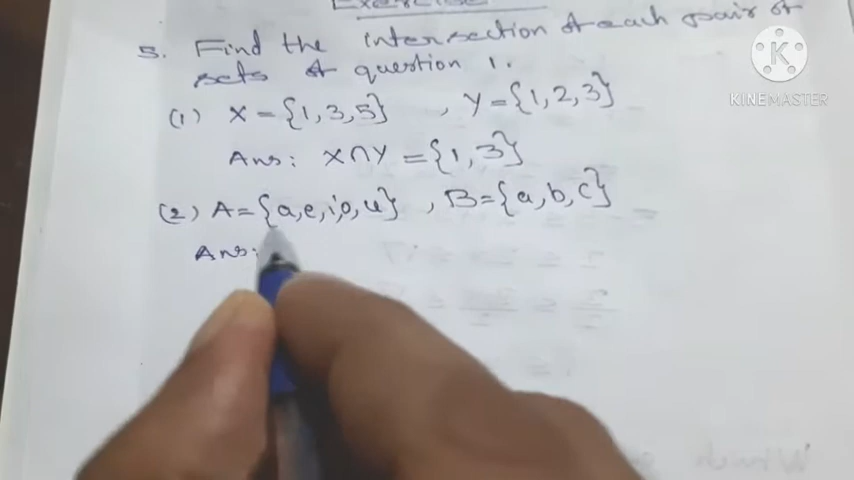 Exercise
5. Find the intersection of each pair of
sets of question 1.
(1) X = {1, 3, 5} , Y = {1, 2, 3}
Ans: X∩Y = {1, 3}
(2) A = {a, e, i, o, u} , B = {a, b, c}
Ans:
K
KINEMASTER